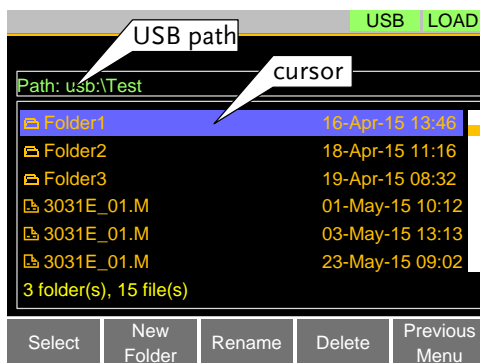 USB LOAD
USB path
cursor
Path: usb:\Test
Folder1 16-Apr-15 13:46
Folder2 18-Apr-15 11:16
Folder3 19-Apr-15 08:32
3031E_01.M 01-May-15 10:12
3031E_01.M 03-May-15 13:13
3031E_01.M 23-May-15 09:02
3 folder(s), 15 file(s)
Select New Folder Rename Delete Previous Menu